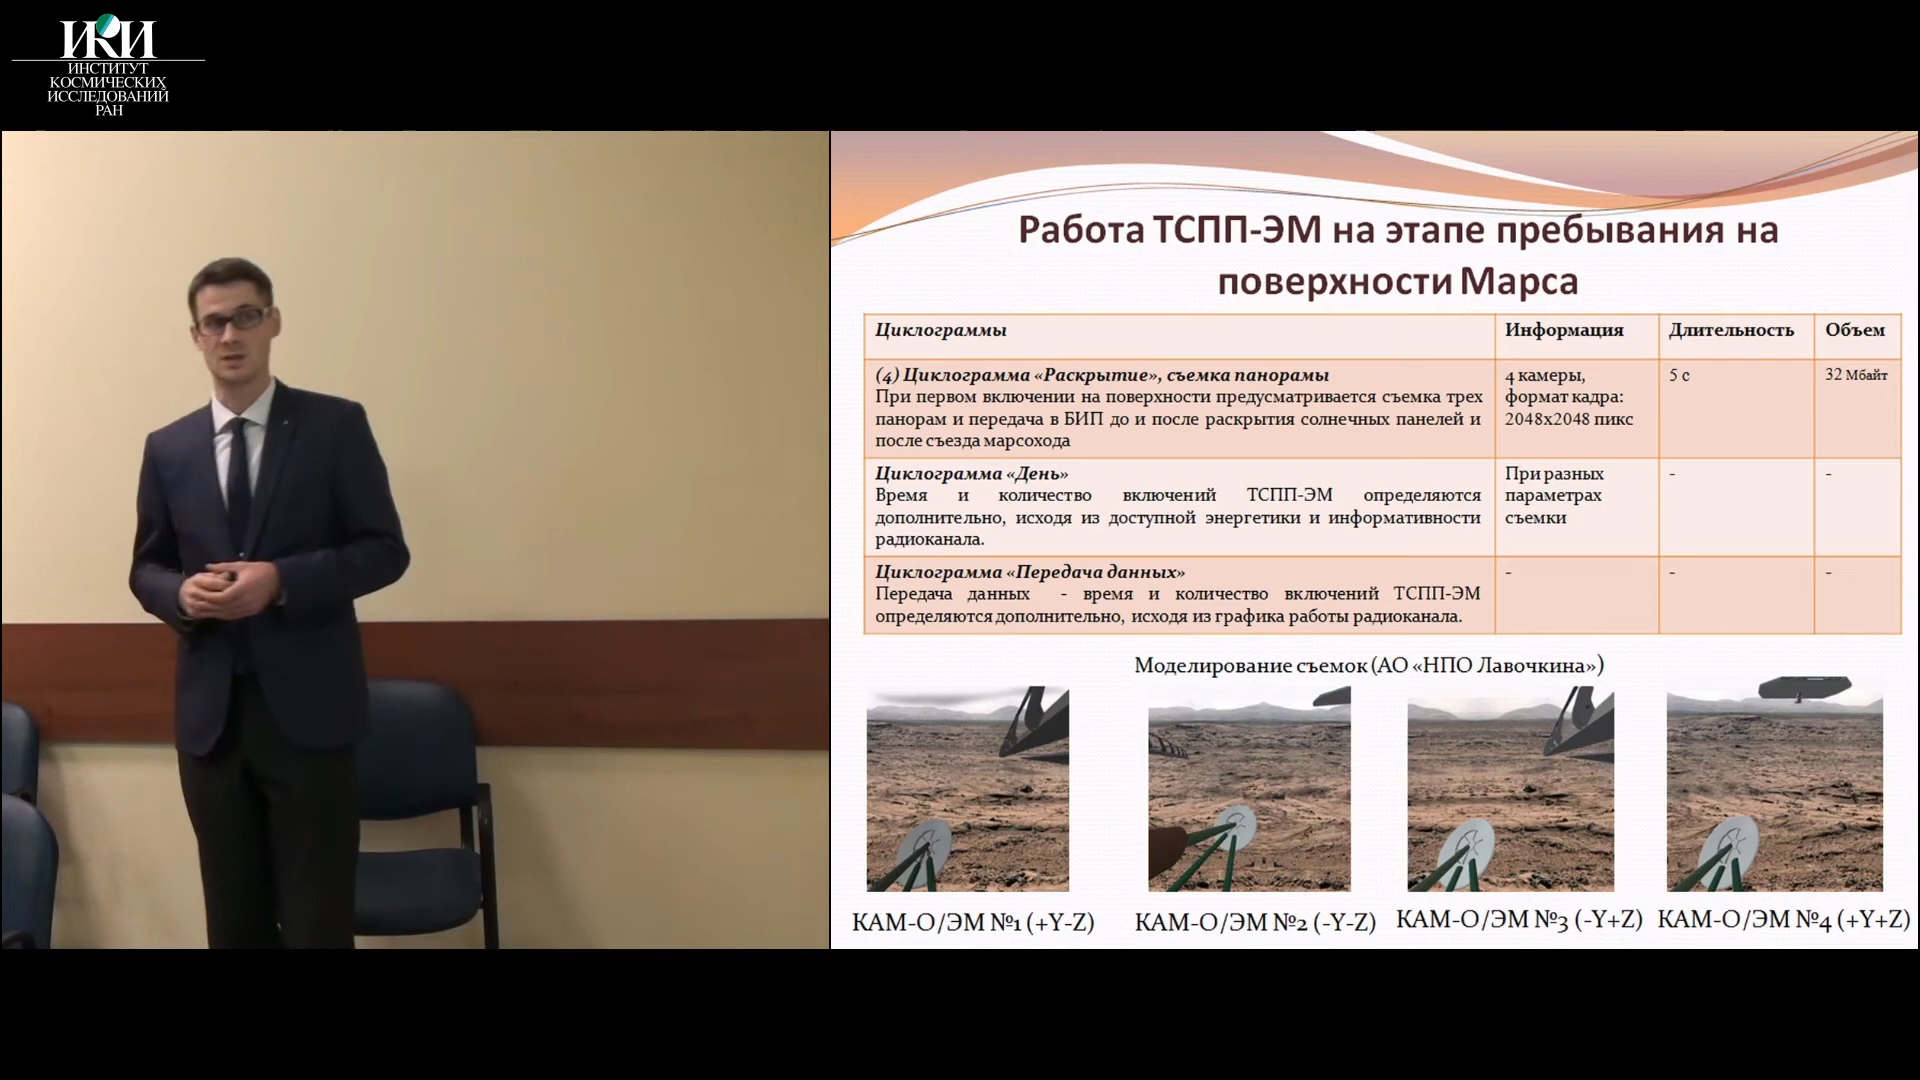 ИКИ
ИНСТИТУТ
КОСМИЧЕСКИХ
ИССЛЕДОВАНИЙ
РАН
Работа ТСПП-ЭМ на этапе пребывания на
поверхности Марса
Циклограммы
Информация
Длительность
Объем
(4) Циклограмма «Раскрытие», съемка панорамы
При первом включении на поверхности предусматривается съемка трех
панорам и передача в БИП до и после раскрытия солнечных панелей и
после съезда марсохода
4 камеры,
формат кадра:
2048х2048 пикс
5 с
32 Мбайт
Циклограмма «День»
Время и количество включений ТСПП-ЭМ определяются
дополнительно, исходя из доступной энергетики и информативности
радиоканала.
При разных
параметрах
съемки
-
-
Циклограмма «Передача данных»
Передача данных - время и количество включений ТСПП-ЭМ
определяются дополнительно, исходя из графика работы радиоканала.
-
-
-
Моделирование съемок (АО «НПО Лавочкина»)
КАМ-О/ЭМ №1 (+Y-Z)
КАМ-О/ЭМ №2 (-Y-Z)
КАМ-О/ЭМ №3 (-Y+Z)
КАМ-О/ЭМ №4 (+Y+Z)